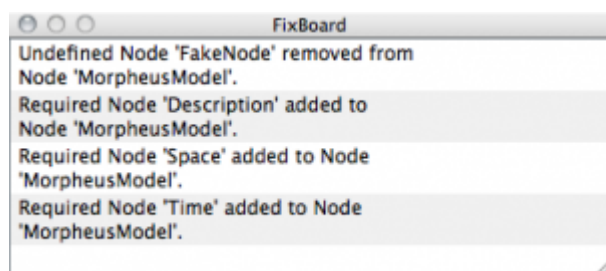 FixBoard
Undefined Node 'FakeNode' removed from
Node 'MorpheusModel'.
Required Node 'Description' added to
Node 'MorpheusModel'.
Required Node 'Space' added to Node
'MorpheusModel'.
Required Node 'Time' added to Node
'MorpheusModel'.